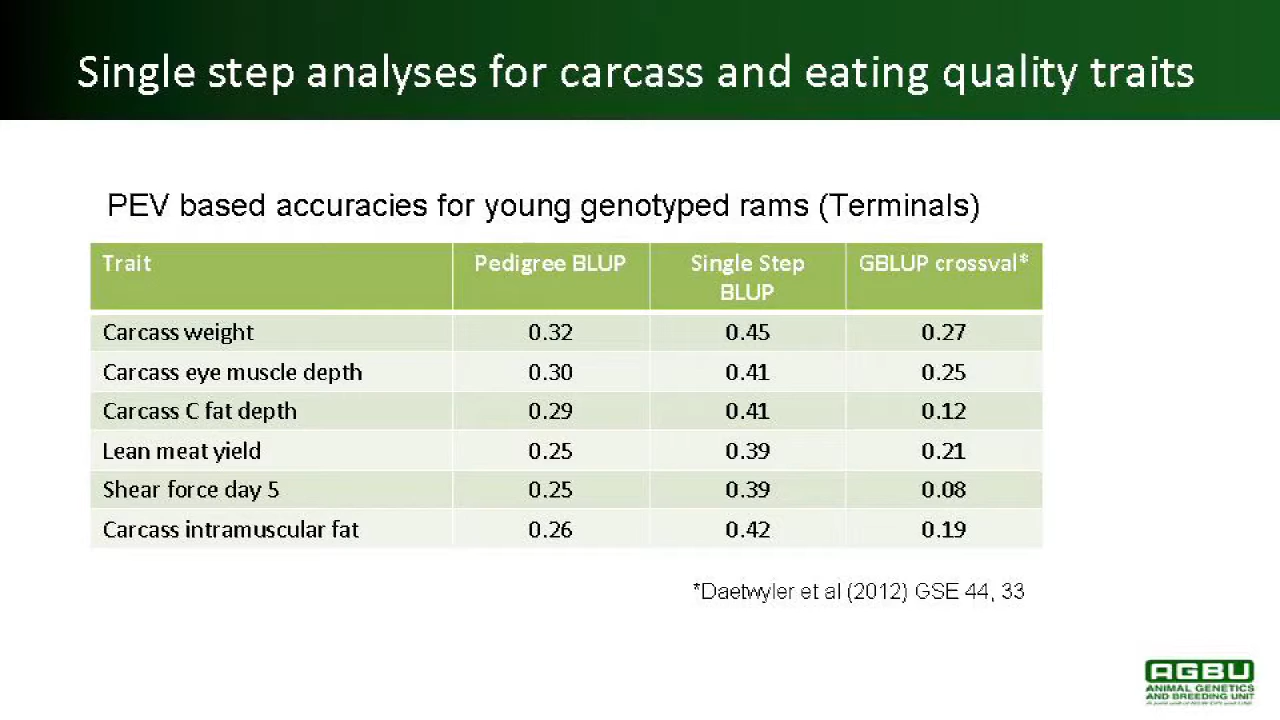 Single step analyses for carcass and eating quality traits
PEV based accuracies for young genotyped rams (Terminals)
Trait Pedigree BLUP Single Step BLUP GBLUP crossval*
Carcass weight 0.32 0.45 0.27
Carcass eye muscle depth 0.30 0.41 0.25
Carcass C fat depth 0.29 0.41 0.12
Lean meat yield 0.25 0.39 0.21
Shear force day 5 0.25 0.39 0.08
Carcass intramuscular fat 0.26 0.42 0.19
*Daetwyler et al (2012) GSE 44, 33
AGBU
ANIMAL GENETICS
AND BREEDING UNIT